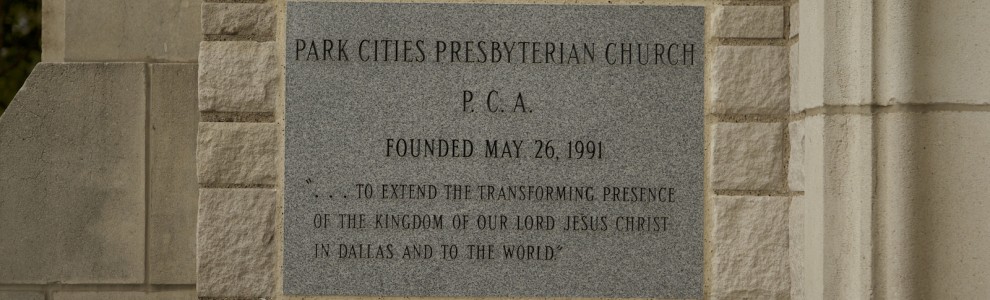 PARK CITIES PRESBYTERIAN CHURCH
P. C. A.
FOUNDED MAY 26, 1991
". . . TO EXTEND THE TRANSFORMING PRESENCE
OF THE KINGDOM OF OUR LORD JESUS CHRIST
IN DALLAS AND TO THE WORLD."